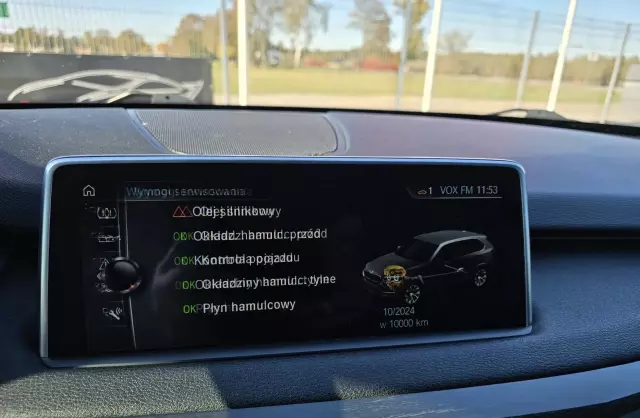 Wymogi serwisowania
1 VOX FM 11:53
Olej silnikowy
OK Okładz. hamulc. przód
OK Kontrola pojazdu
OK Okładziny hamulc. tylne
OK Płyn hamulcowy
10/2024
w 10000 km